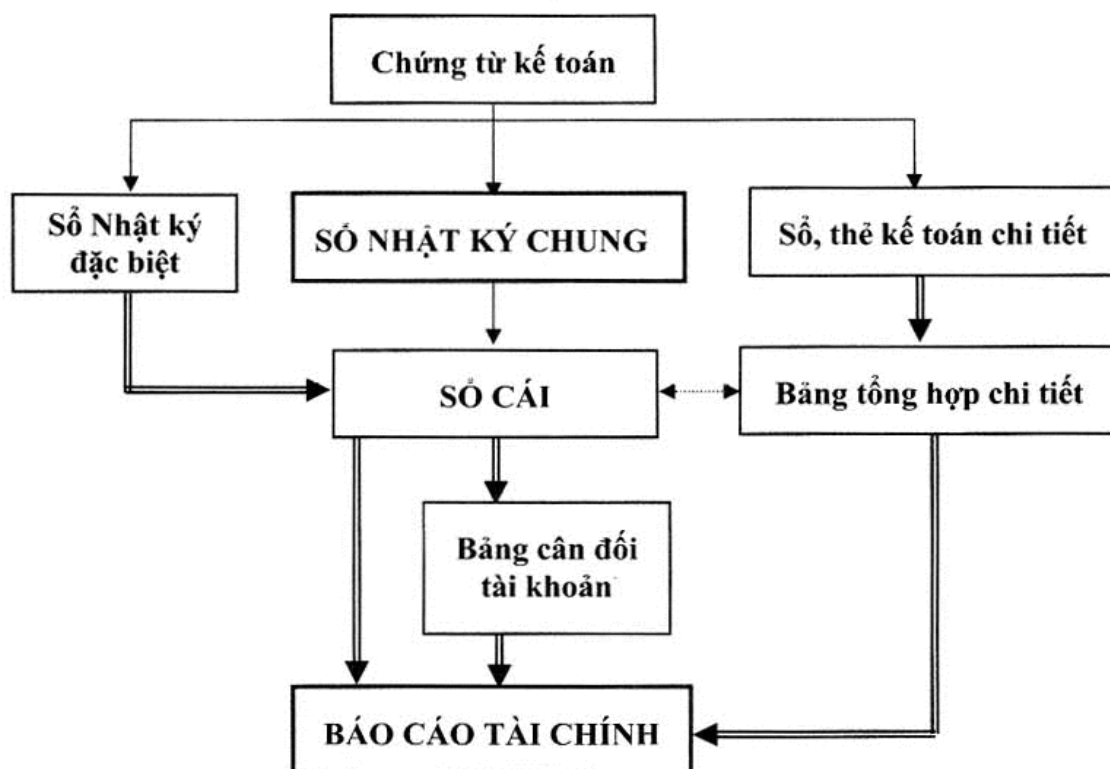 Chứng từ kế toán
Sổ Nhật ký
đặc biệt
SỔ NHẬT KÝ CHUNG
Sổ, thẻ kế toán chi tiết
SỔ CÁI
Bảng tổng hợp chi tiết
Bảng cân đối
tài khoản
BÁO CÁO TÀI CHÍNH